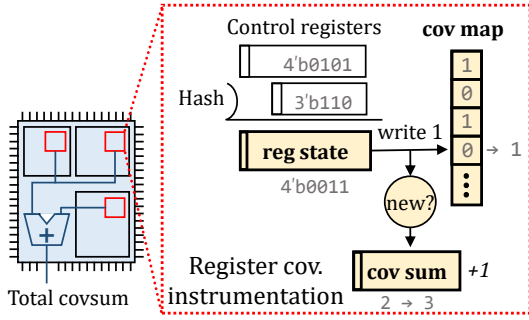 Control registers
cov map
4'b0101
1
Hash
3'b110
0
1
write 1
reg state
0 → 1
4'b0011
new?
+
Register cov.
instrumentation
cov sum
+1
Total covsum
2 → 3